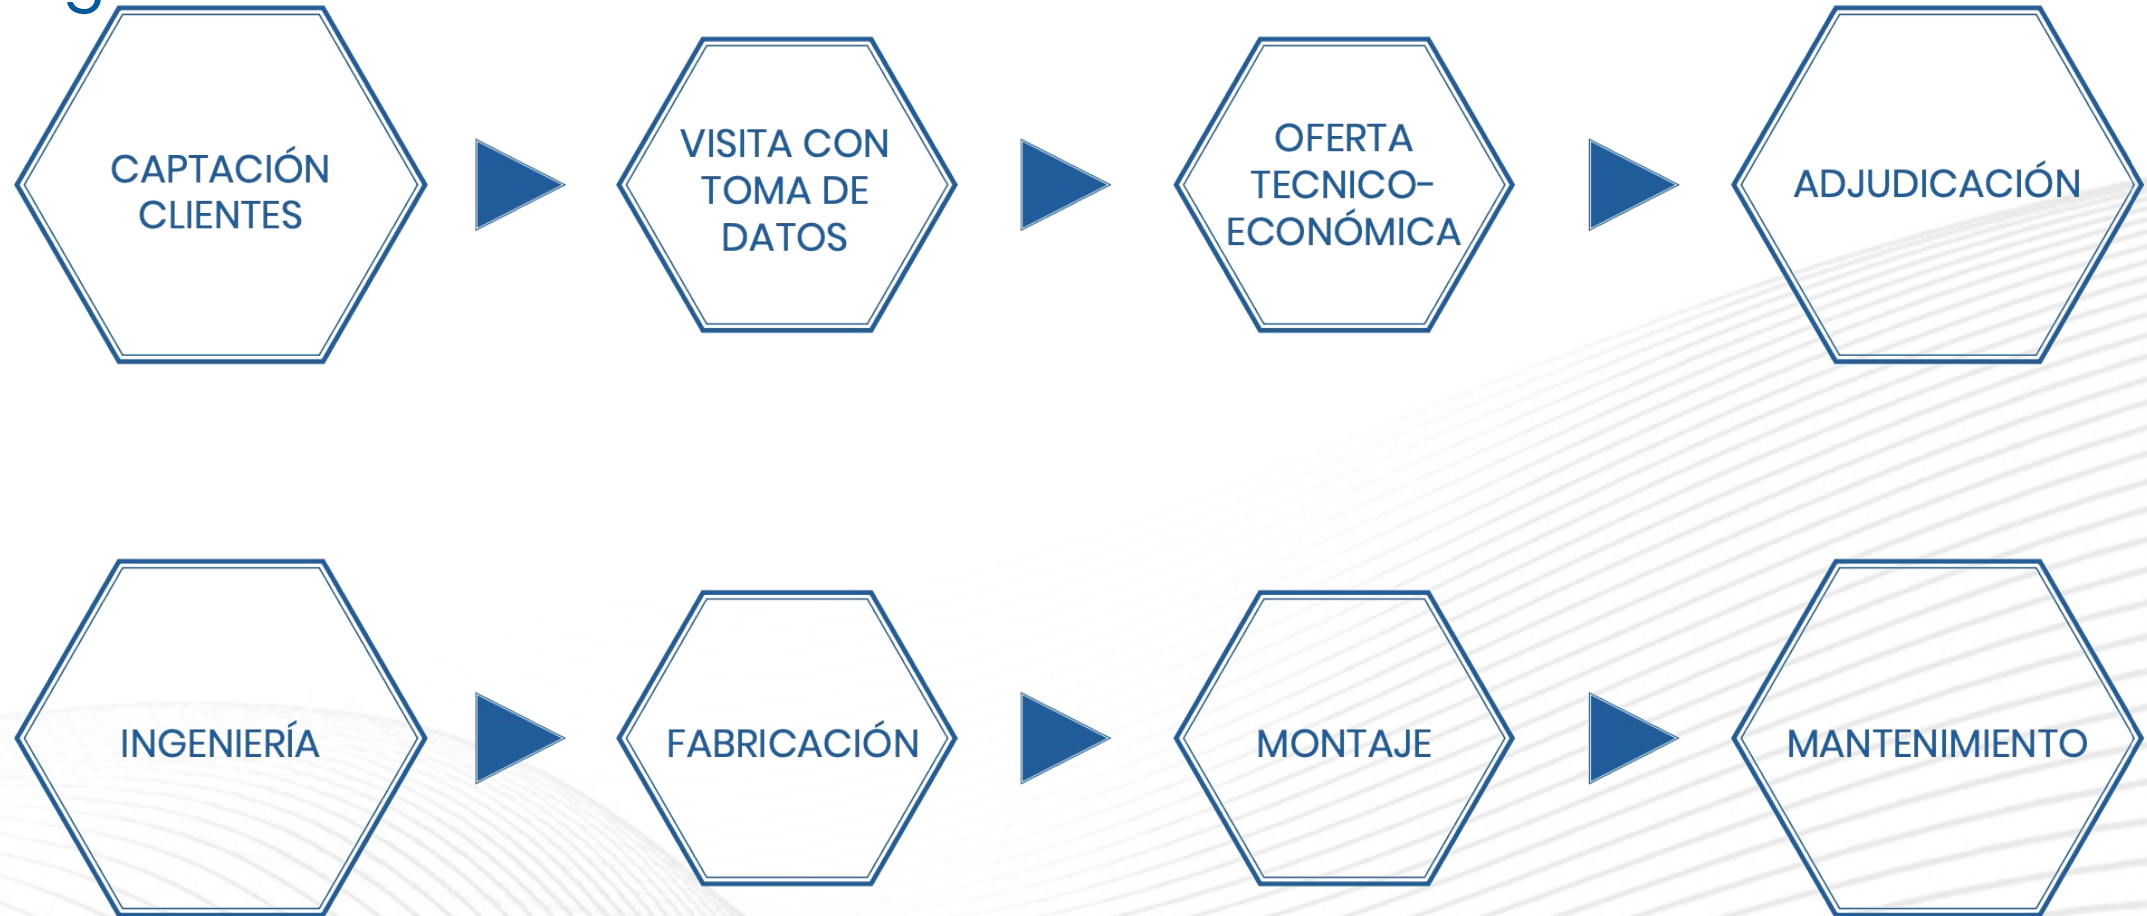 CAPTACIÓN
CLIENTES
VISITA CON
TOMA DE
DATOS
OFERTA
TECNICO-
ECONÓMICA
ADJUDICACIÓN
INGENIERÍA
FABRICACIÓN
MONTAJE
MANTENIMIENTO